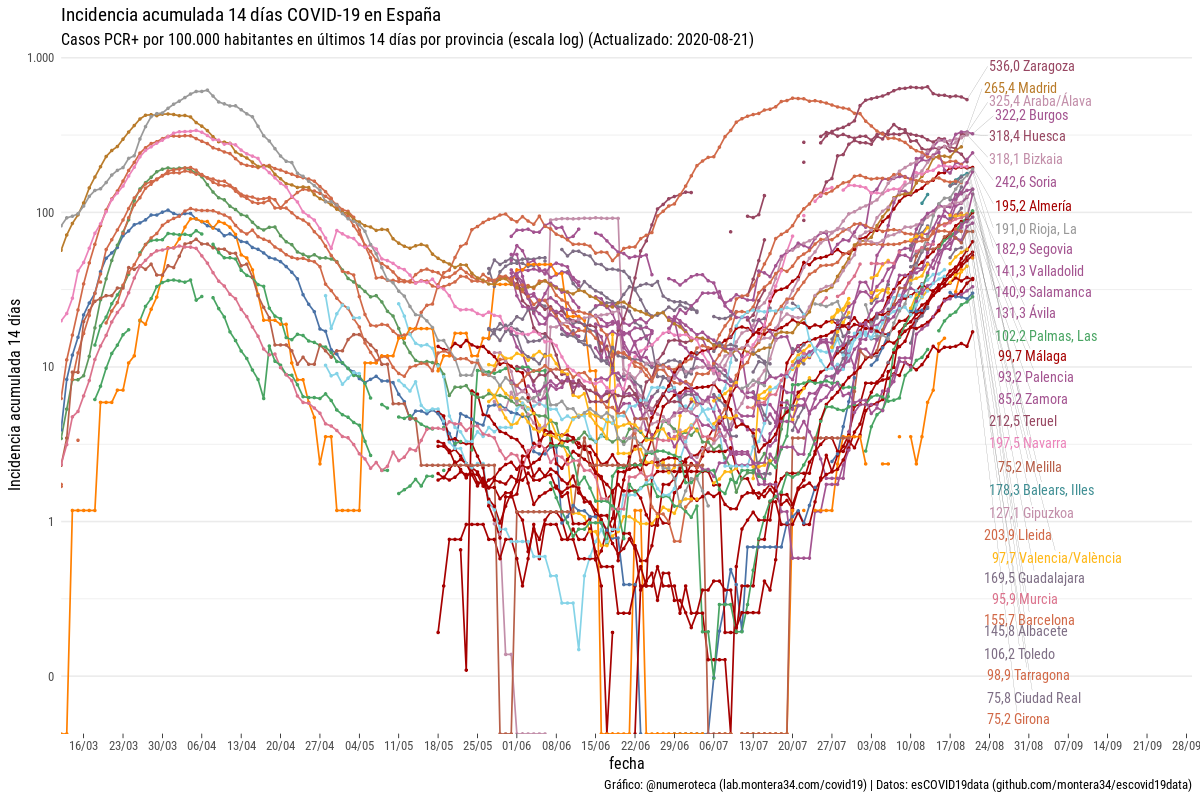 Incidencia acumulada 14 días COVID-19 en España
Casos PCR+ por 100.000 habitantes en últimos 14 días por provincia (escala log) (Actualizado: 2020-08-21)
Incidencia acumulada 14 días
1.000
100
10
1
0
536,0 Zaragoza
265,4 Madrid
325,4 Araba/Álava
322,2 Burgos
318,4 Huesca
318,1 Bizkaia
242,6 Soria
195,2 Almería
191,0 Rioja, La
182,9 Segovia
141,3 Valladolid
140,9 Salamanca
131,3 Ávila
102,2 Palmas, Las
99,7 Málaga
93,2 Palencia
85,2 Zamora
212,5 Teruel
197,5 Navarra
75,2 Melilla
178,3 Balears, Illes
127,1 Gipuzkoa
203,9 Lleida
97,7 Valencia/València
169,5 Guadalajara
95,9 Murcia
155,7 Barcelona
145,8 Albacete
106,2 Toledo
98,9 Tarragona
75,8 Ciudad Real
75,2 Girona
16/03 23/03 30/03 06/04 13/04 20/04 27/04 04/05 11/05 18/05 25/05 01/06 08/06 15/06 22/06 29/06 06/07 13/07 20/07 27/07 03/08 10/08 17/08 24/08 31/08 07/09 14/09 21/09 28/09
fecha
Gráfico: @numeroteca (lab.montera34.com/covid19) | Datos: esCOVID19data (github.com/montera34/escovid19data)